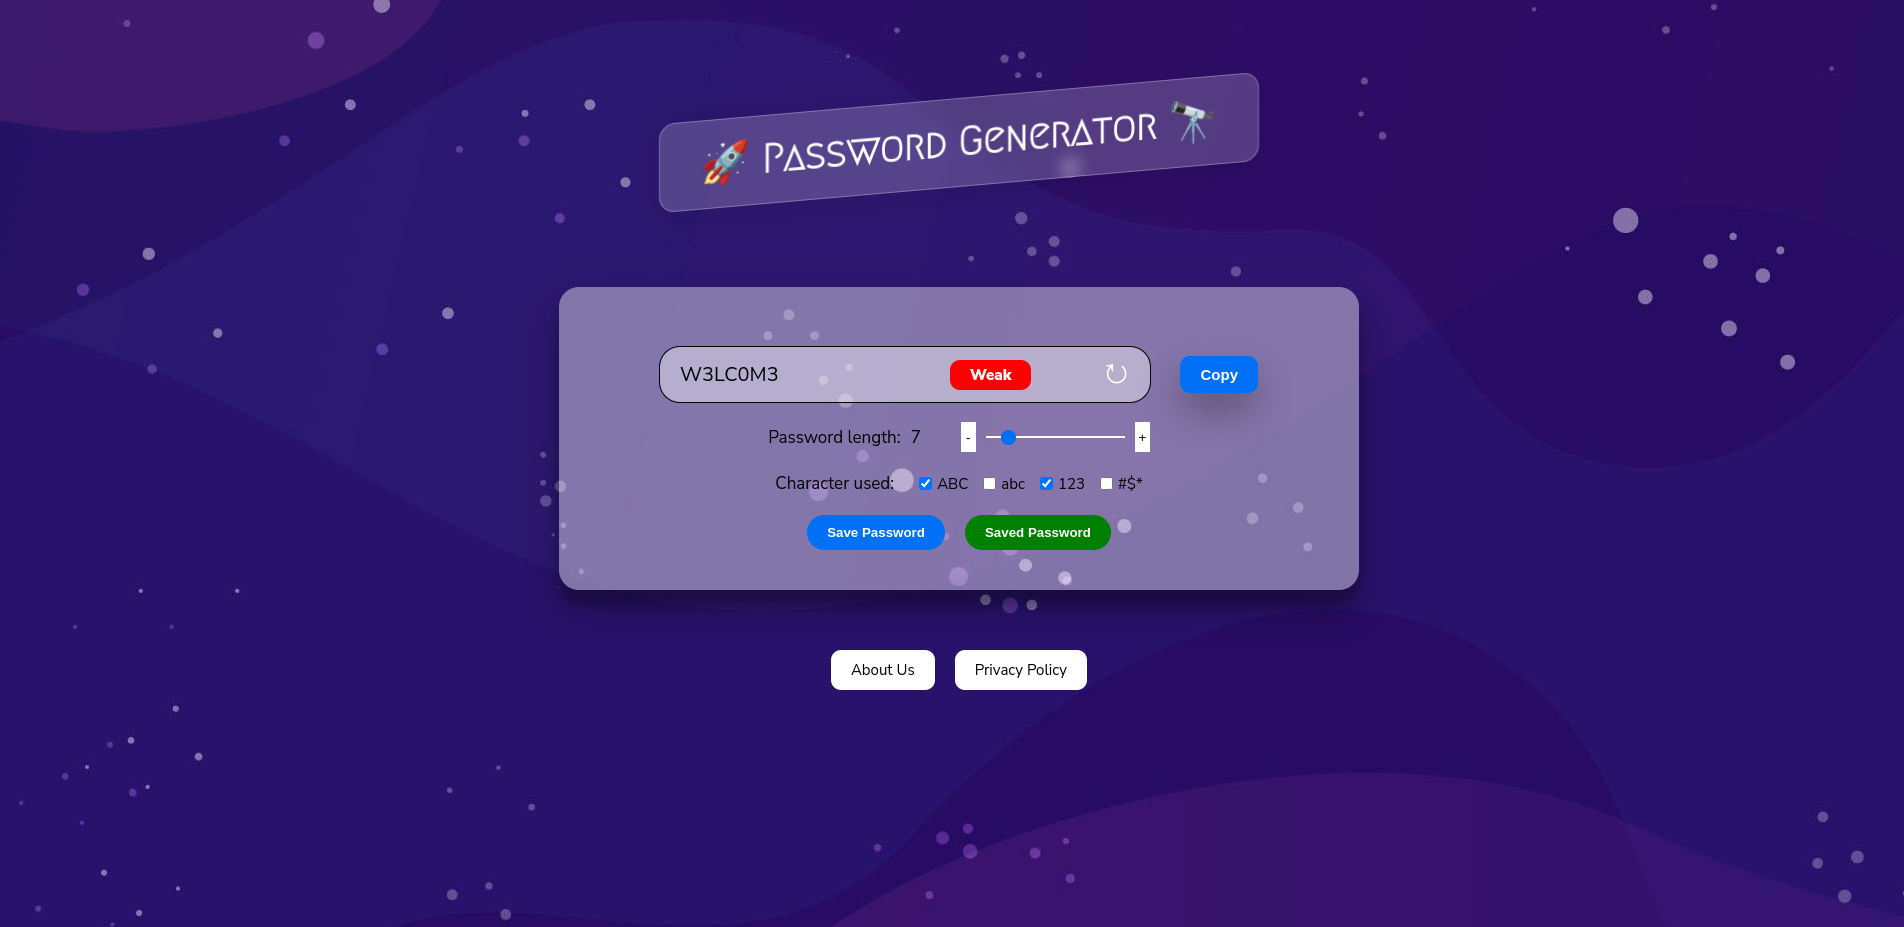 🚀 Password Generator 🔭
W3LC0M3 Weak Copy
Password length: 7 - +
Character used: ABC abc 123 #$*
Save Password Saved Password
About Us Privacy Policy